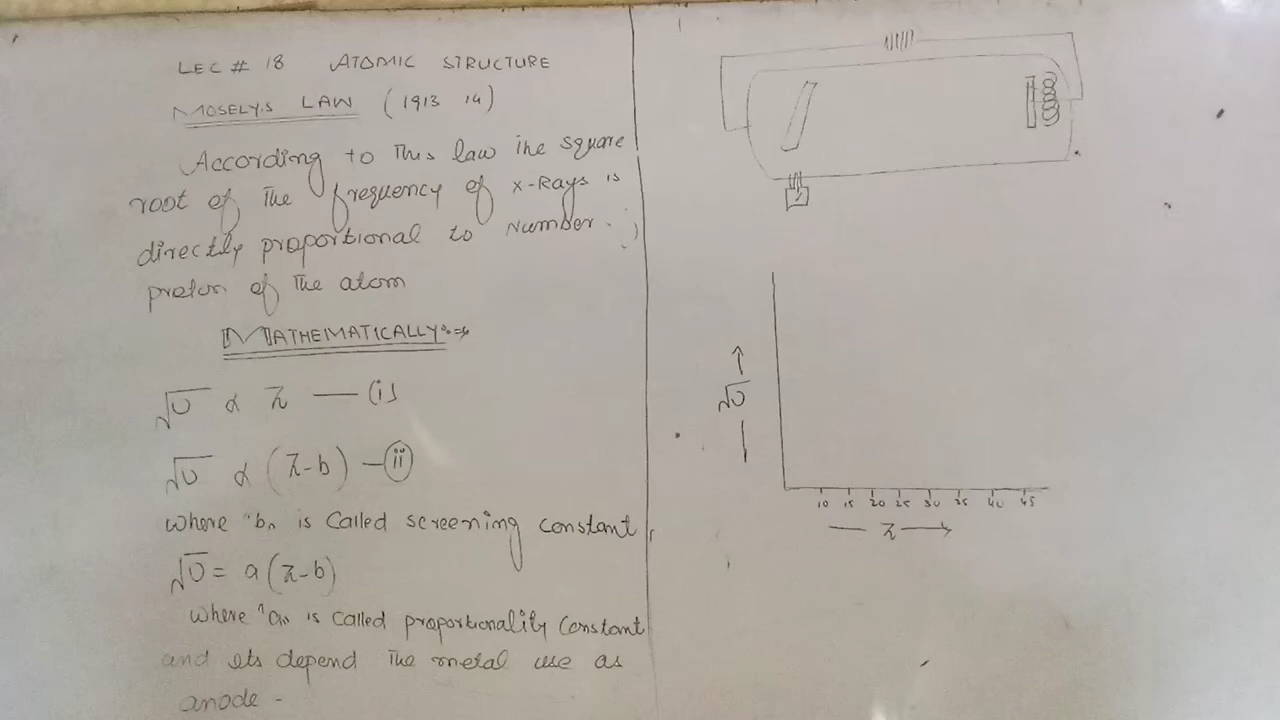 LEC # 18 ATOMIC STRUCTURE
MOSELY,S LAW (1913 14)
According to This law the square
root of The frequency of x-Rays is
directly proportional to Number.
proton of The atom
MATHEMATICALLY:⇒
√υ α Z — (i)
√υ α (Z-b) — (ii)
where "b" is called screening constant
√υ = a(Z-b)
where "a" is called proportionality constant
and its depend The metal use as
anode -
√υ →
10 15 20 25 30 35 40 45
— Z →